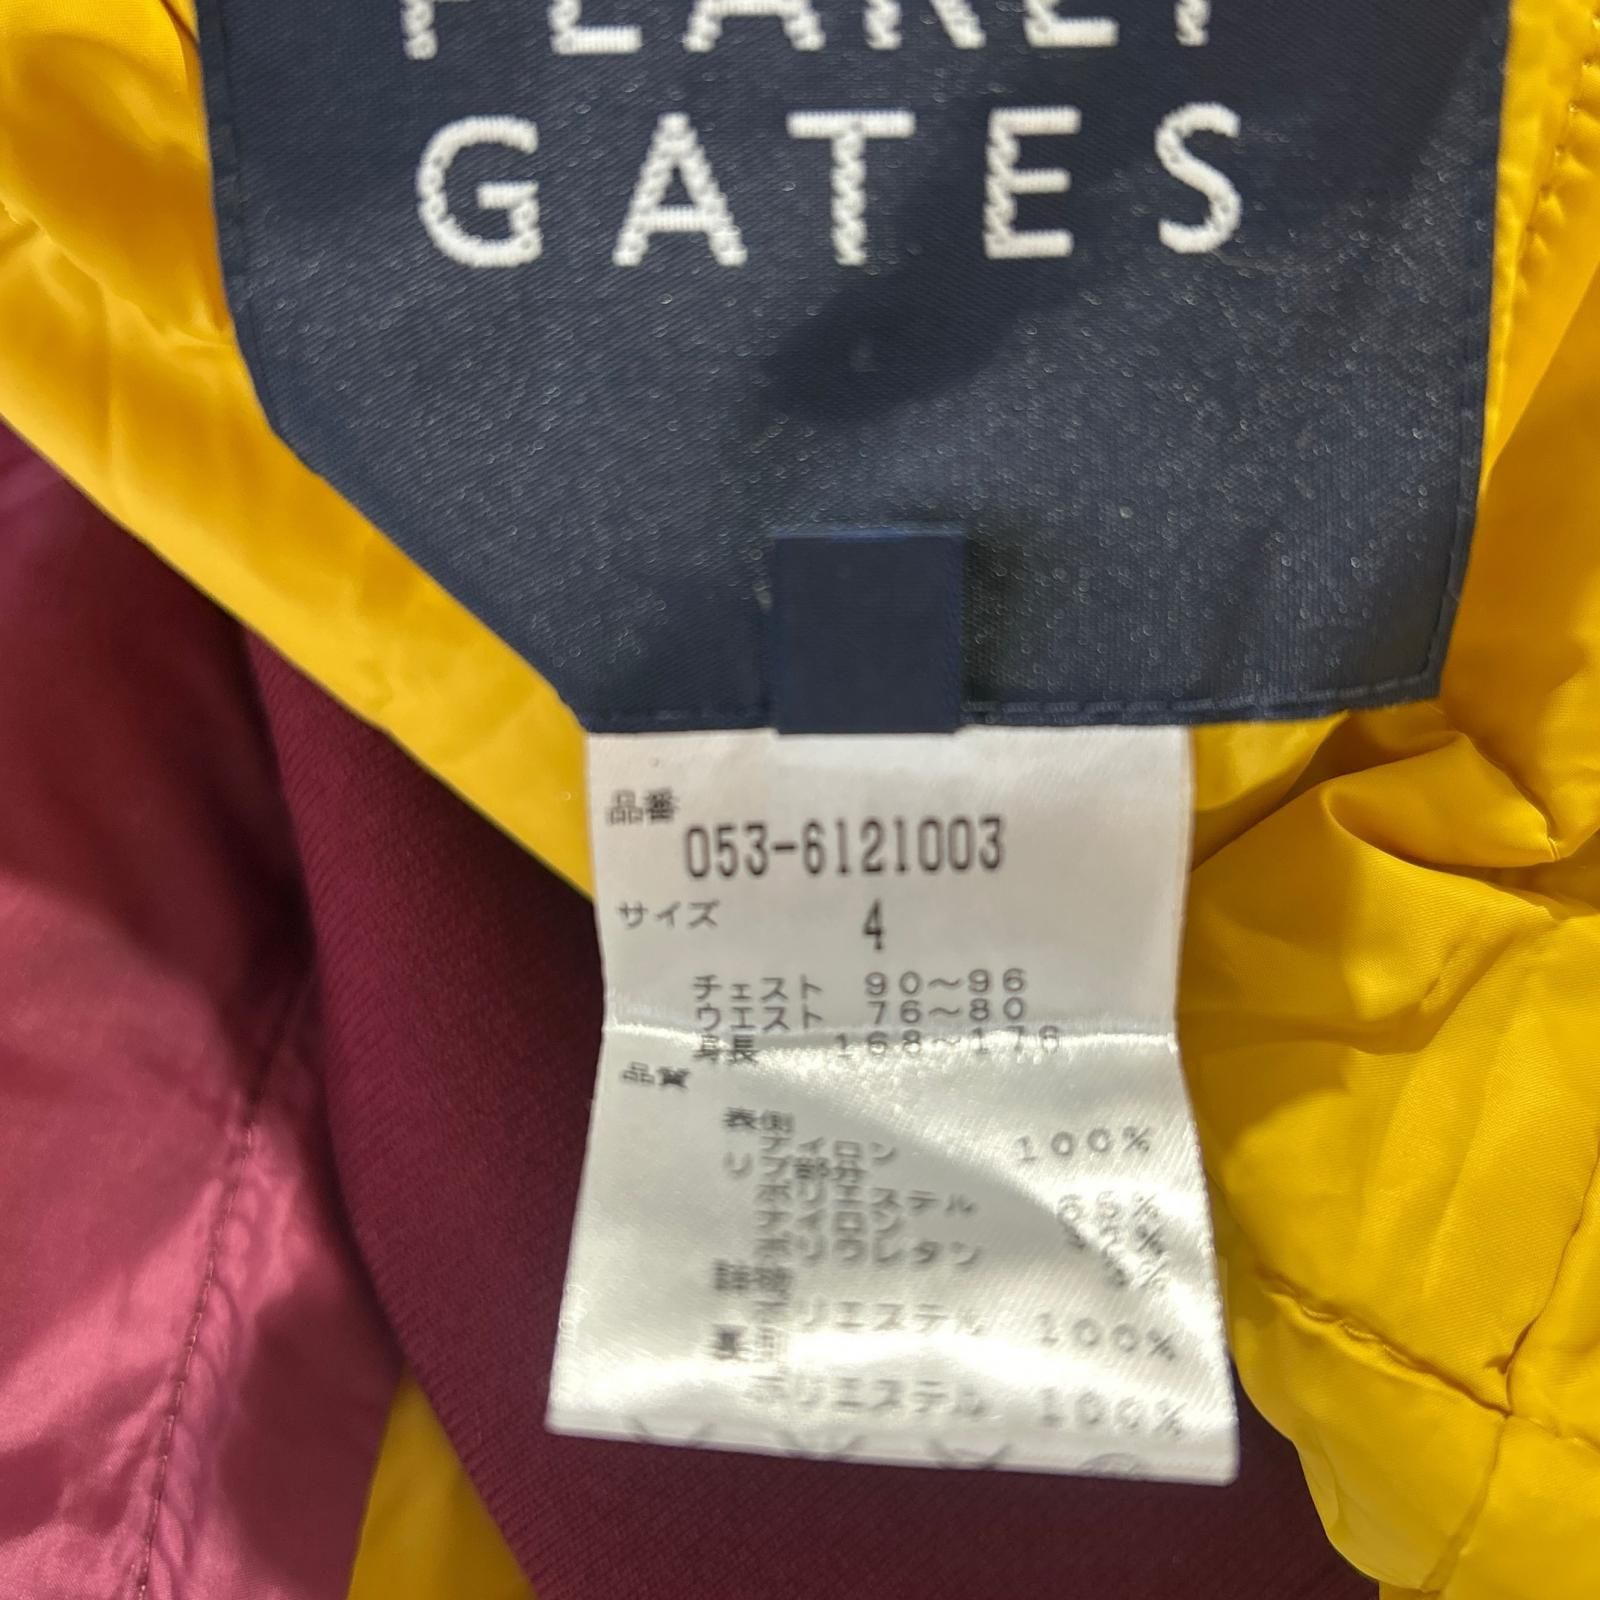 PEARLY
GATES
品番
053-6121003
サイズ 4
チェスト 90～96
ウエスト 76～80
身長 168～176
品質
表側
ナイロン 100%
リブ部分
ポリエステル
ナイロン
ポリウレタン
詰物
ポリエステル 100%
裏側
ポリエステル 100%